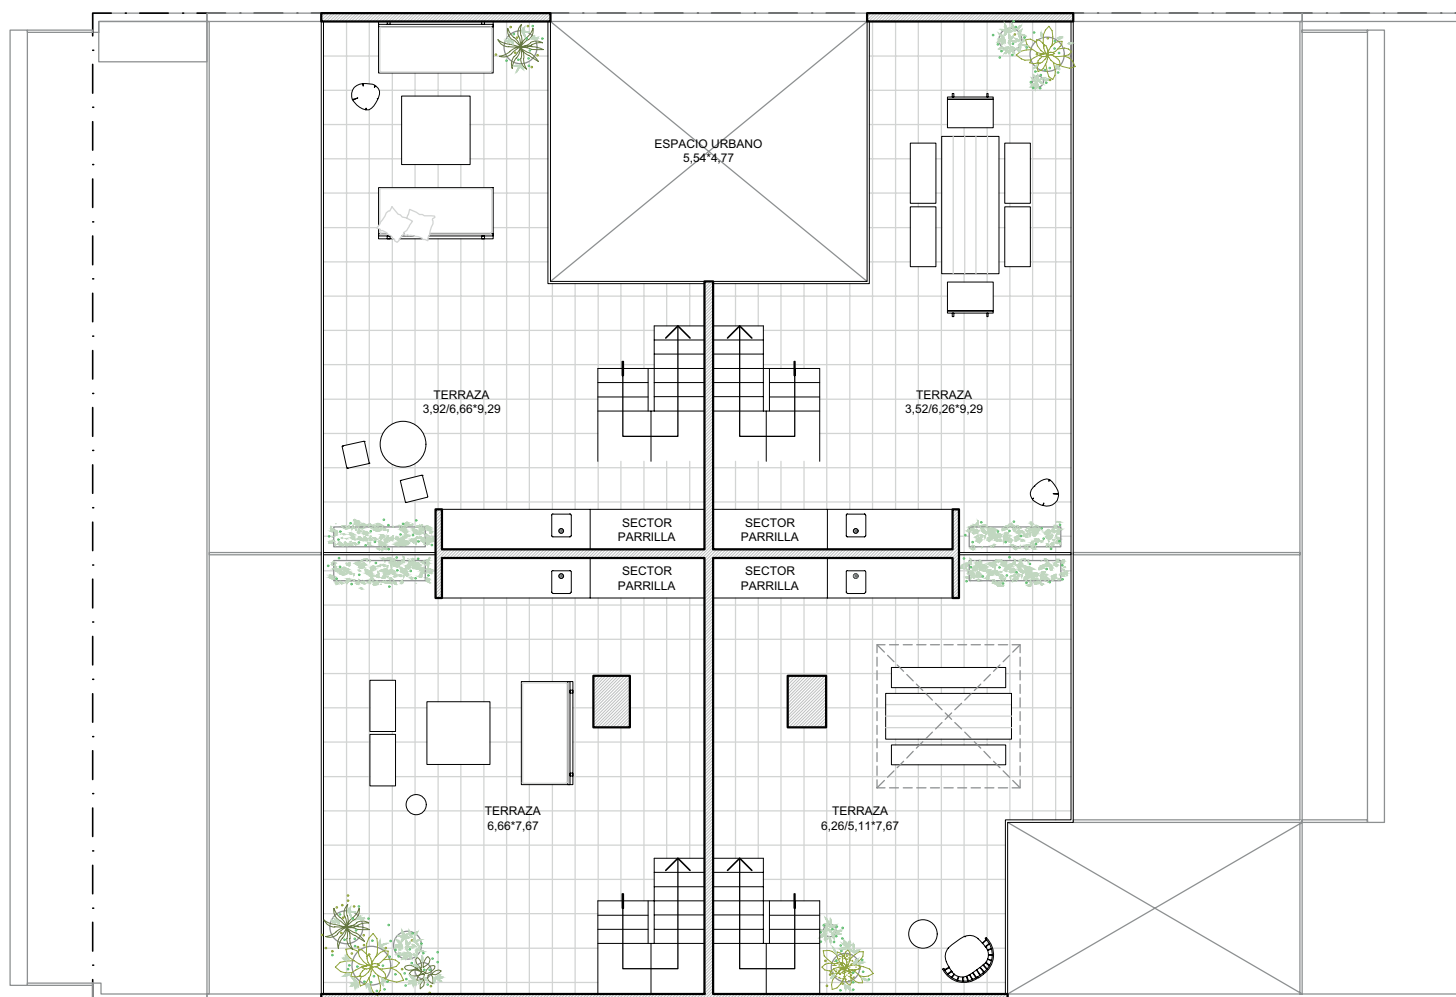 ESPACIO URBANO
5,54*4,77
TERRAZA
3,92/6,66*9,29
TERRAZA
3,52/6,26*9,29
SECTOR
PARRILLA
SECTOR
PARRILLA
SECTOR
PARRILLA
SECTOR
PARRILLA
TERRAZA
6,66*7,67
TERRAZA
6,26/5,11*7,67